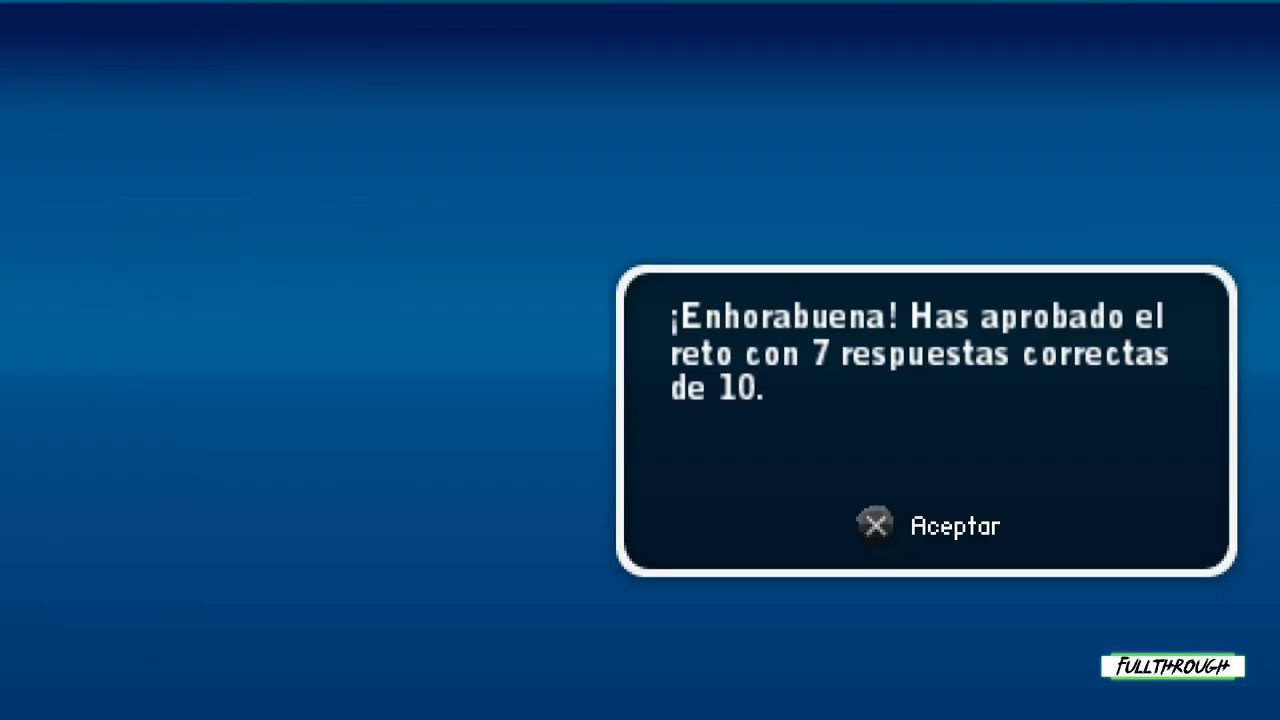 ¡Enhorabuena! Has aprobado el
reto con 7 respuestas correctas
de 10.
Aceptar
FULLTHROUGH